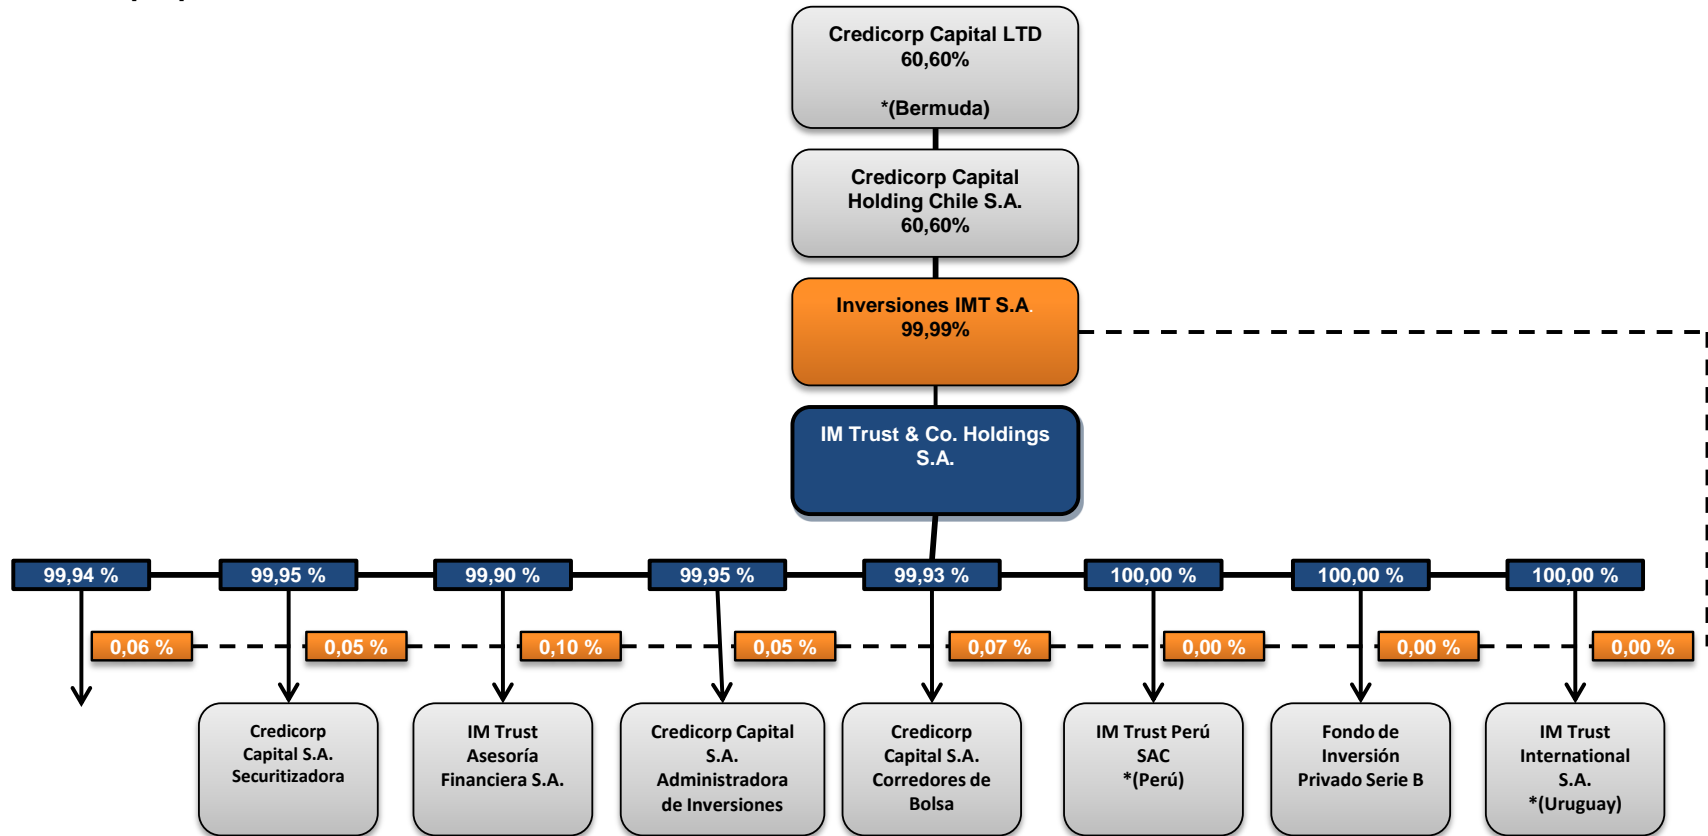 Credicorp Capital LTD
60,60%
*(Bermuda)
Credicorp Capital
Holding Chile S.A.
60,60%
Inversiones IMT S.A.
99,99%
IM Trust & Co. Holdings
S.A.
99,94 %
99,95 %
99,90 %
99,95 %
99,93 %
100,00 %
100,00 %
100,00 %
0,06 %
0,05 %
0,10 %
0,05 %
0,07 %
0,00 %
0,00 %
0,00 %
Credicorp
Capital S.A.
Securitizadora
IM Trust
Asesoría
Financiera S.A.
Credicorp Capital
S.A.
Administradora
de Inversiones
Credicorp
Capital S.A.
Corredores de
Bolsa
IM Trust Perú
SAC
*(Perú)
Fondo de
Inversión
Privado Serie B
IM Trust
International
S.A.
*(Uruguay)